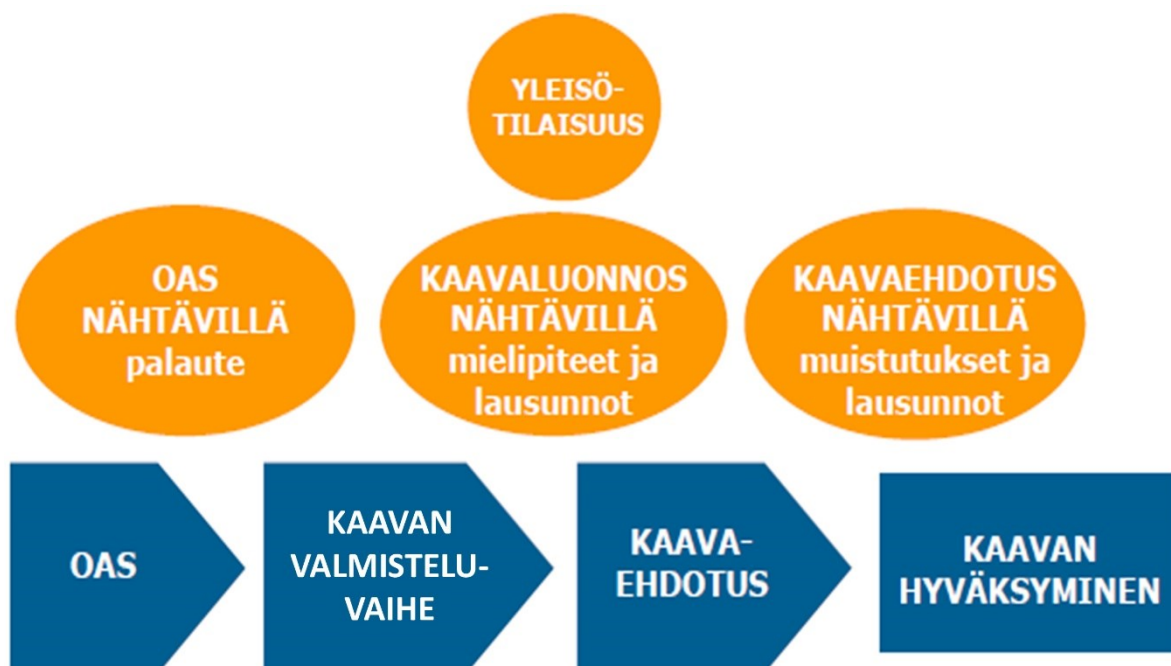 YLEISÖ-
TILAISUUS
OAS
NÄHTÄVILLÄ
palaute
KAAVALUONNOS
NÄHTÄVILLÄ
mielipiteet ja
lausunnot
KAAVAEHDOTUS
NÄHTÄVILLÄ
muistutukset ja
lausunnot
OAS
KAAVAN
VALMISTELU-
VAIHE
KAAVA-
EHDOTUS
KAAVAN
HYVÄKSYMINEN